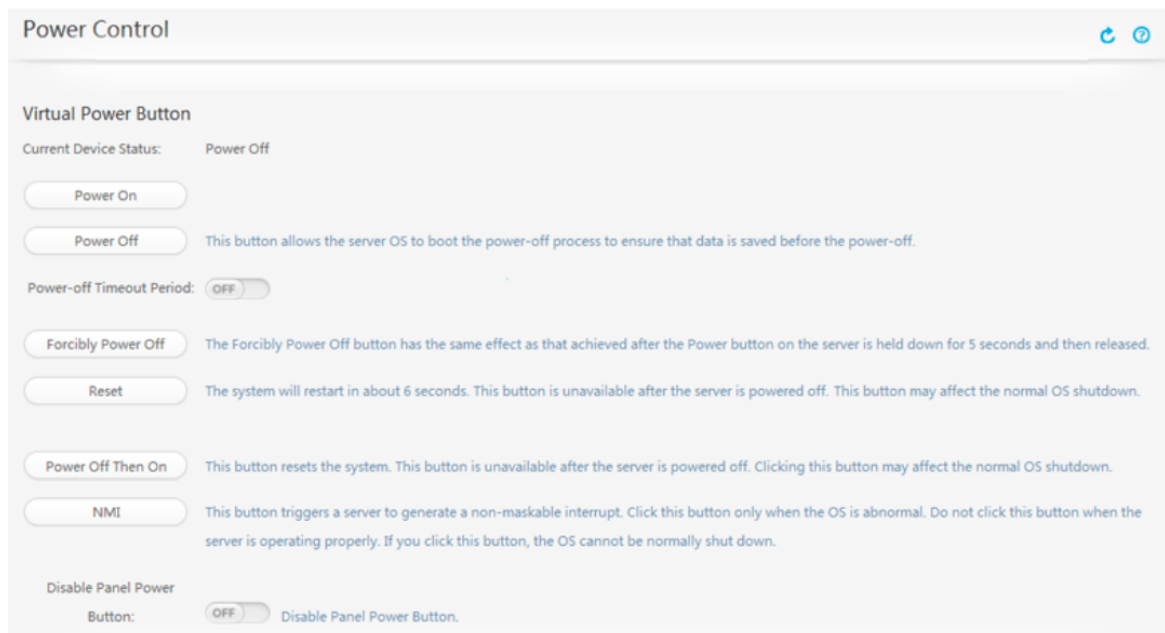 Power Control
Virtual Power Button
Current Device Status: Power Off
Power On
Power Off This button allows the server OS to boot the power-off process to ensure that data is saved before the power-off.
Power-off Timeout Period: OFF
Forcibly Power Off The Forcibly Power Off button has the same effect as that achieved after the Power button on the server is held down for 5 seconds and then released.
Reset The system will restart in about 6 seconds. This button is unavailable after the server is powered off. This button may affect the normal OS shutdown.
Power Off Then On This button resets the system. This button is unavailable after the server is powered off. Clicking this button may affect the normal OS shutdown.
NMI This button triggers a server to generate a non-maskable interrupt. Click this button only when the OS is abnormal. Do not click this button when the
server is operating properly. If you click this button, the OS cannot be normally shut down.
Disable Panel Power
Button: OFF Disable Panel Power Button.